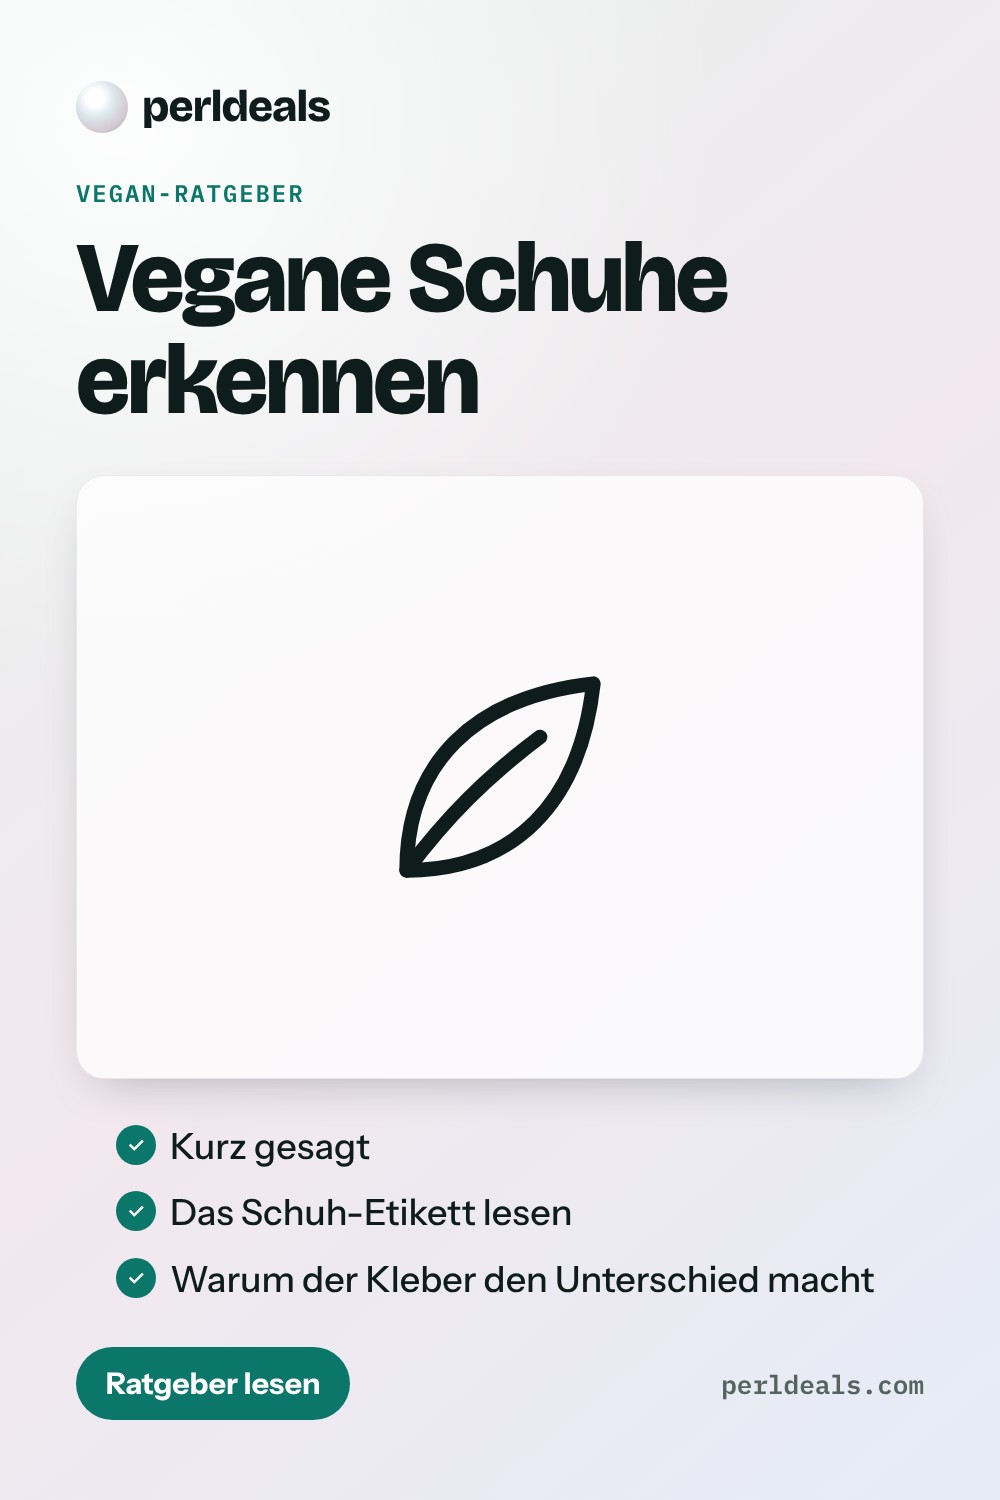 perldeals
VEGAN-RATGEBER
Vegane Schuhe
erkennen
Kurz gesagt
Das Schuh-Etikett lesen
Warum der Kleber den Unterschied macht
Ratgeber lesen
perldeals.com